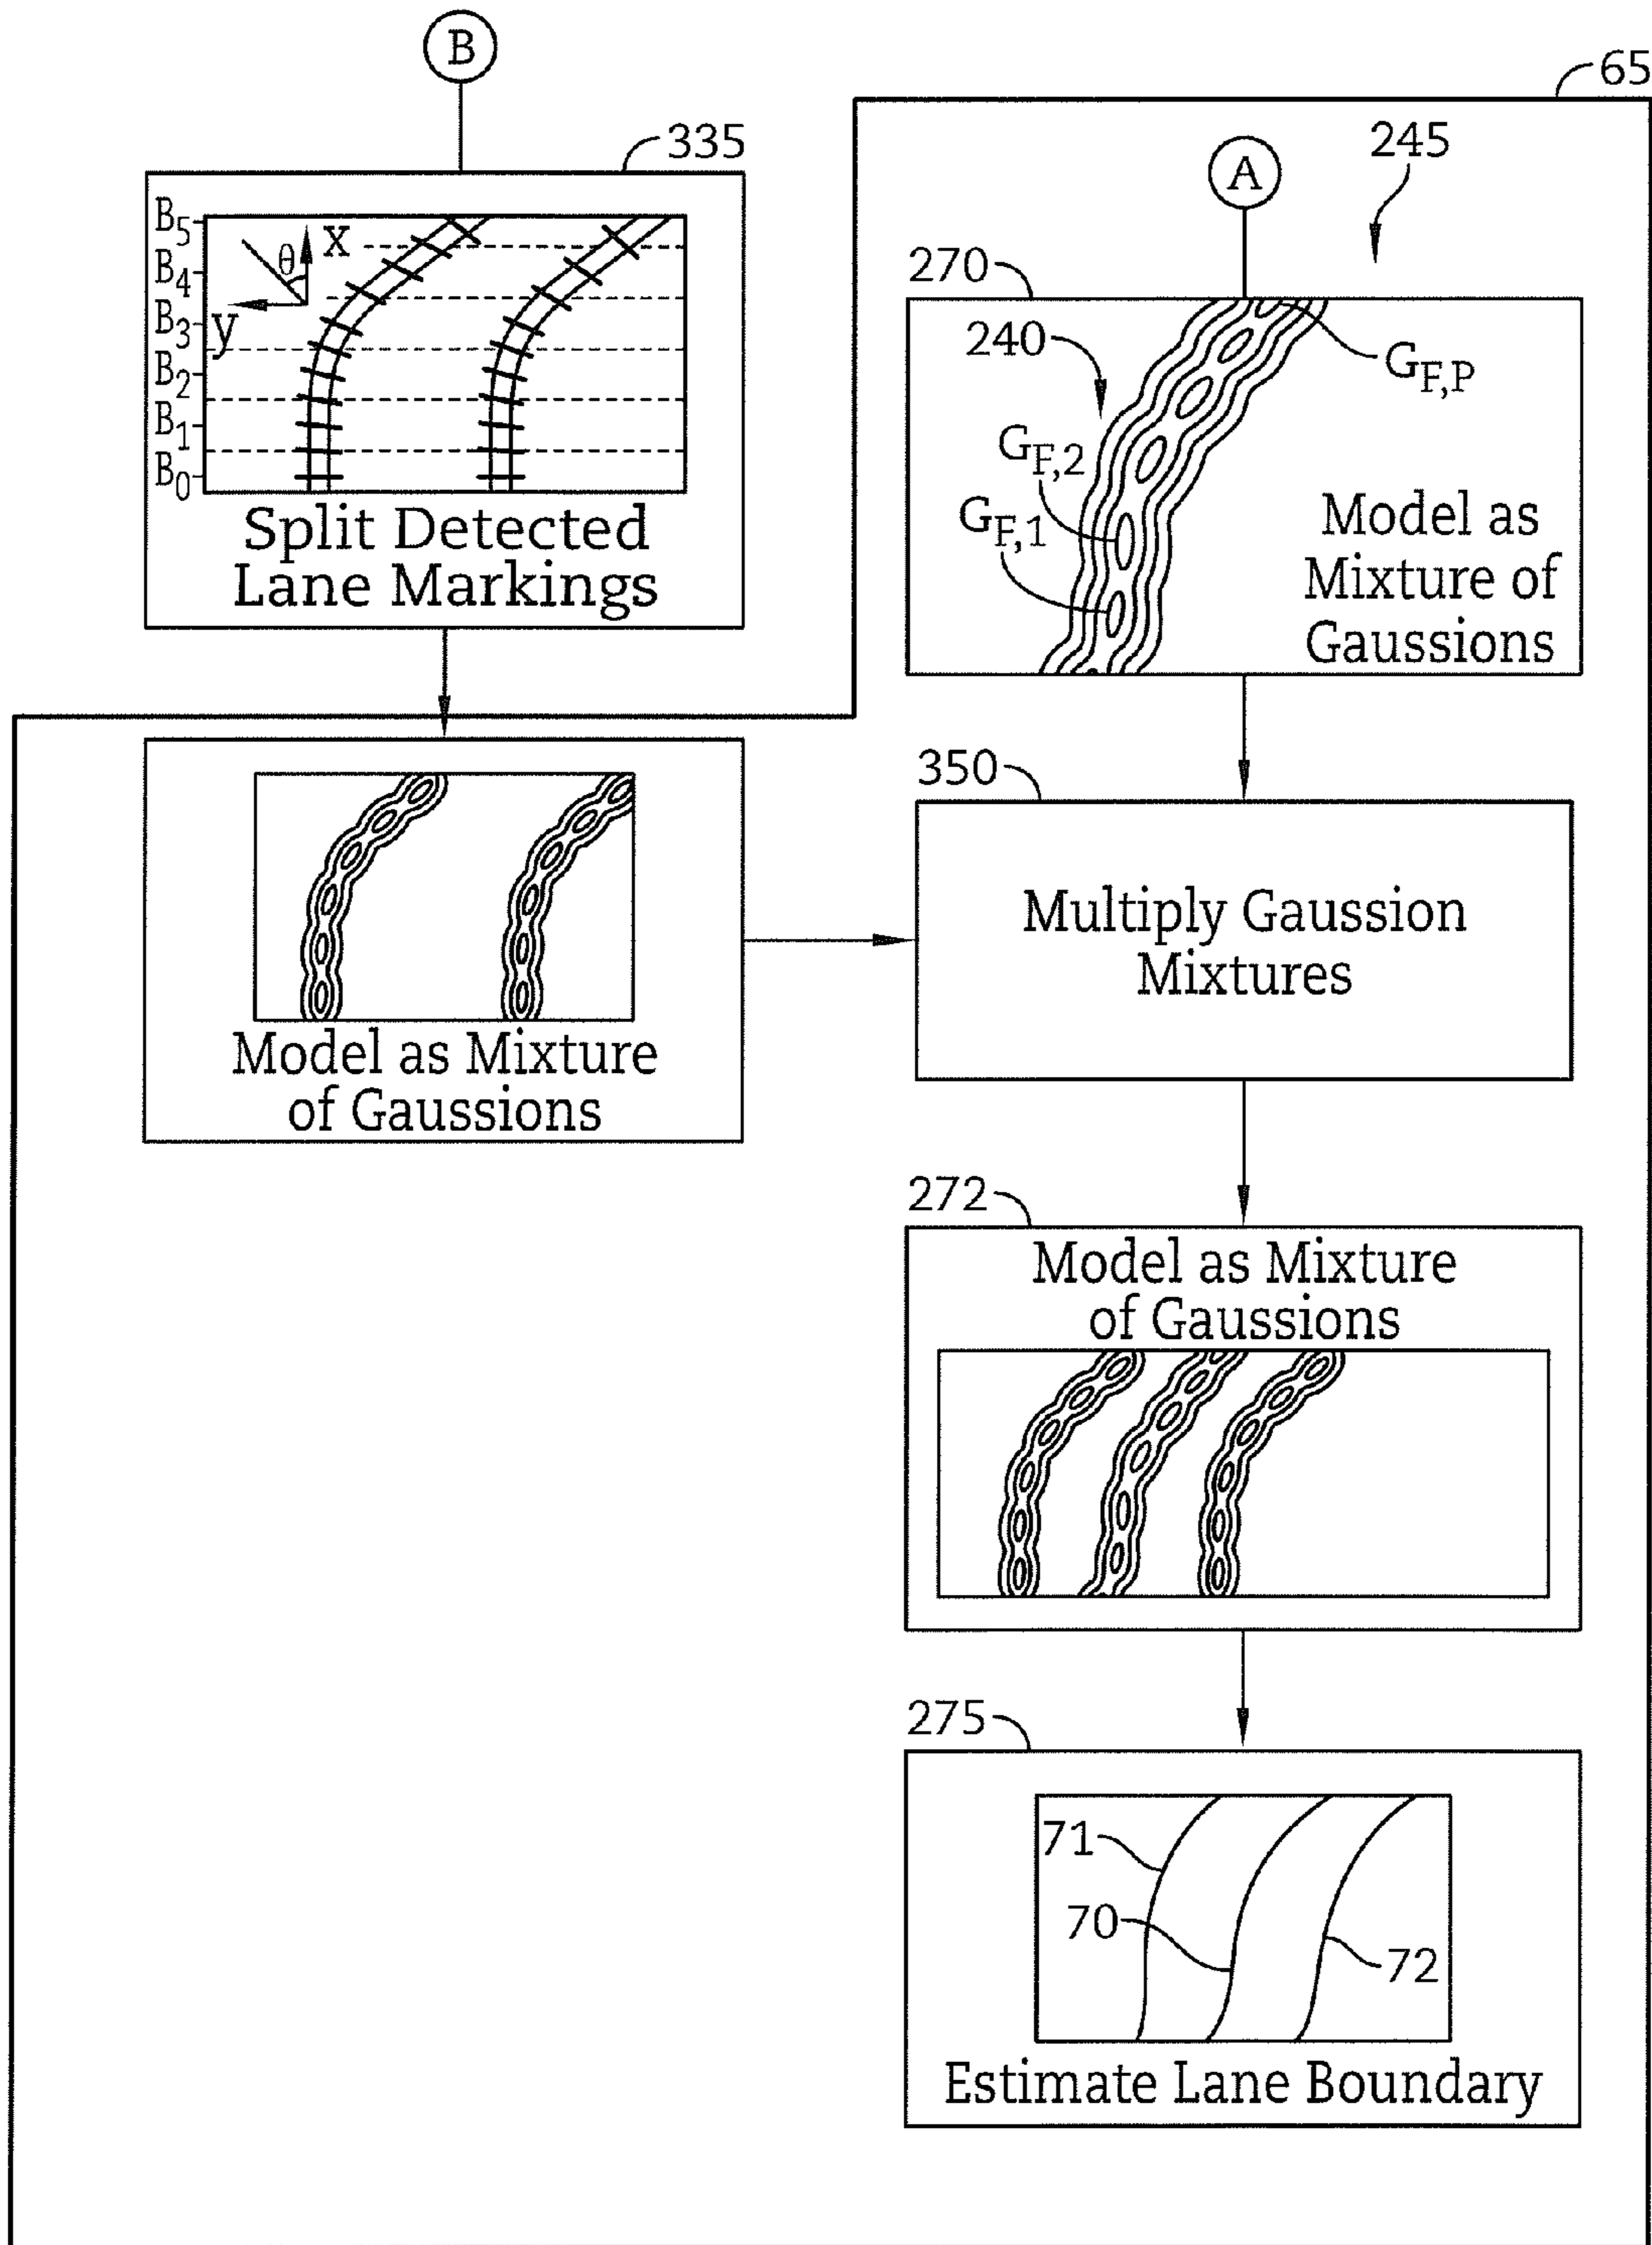 B
335
B5
B4
B3
B2
B1
B0
θ
x
y
Split Detected
Lane Markings
65
A
245
270
240
GF,P
GF,2
GF,1
Model as
Mixture of
Gaussions
Model as Mixture
of Gaussions
350
Multiply Gaussion
Mixtures
272
Model as Mixture
of Gaussions
275
71
70
72
Estimate Lane Boundary